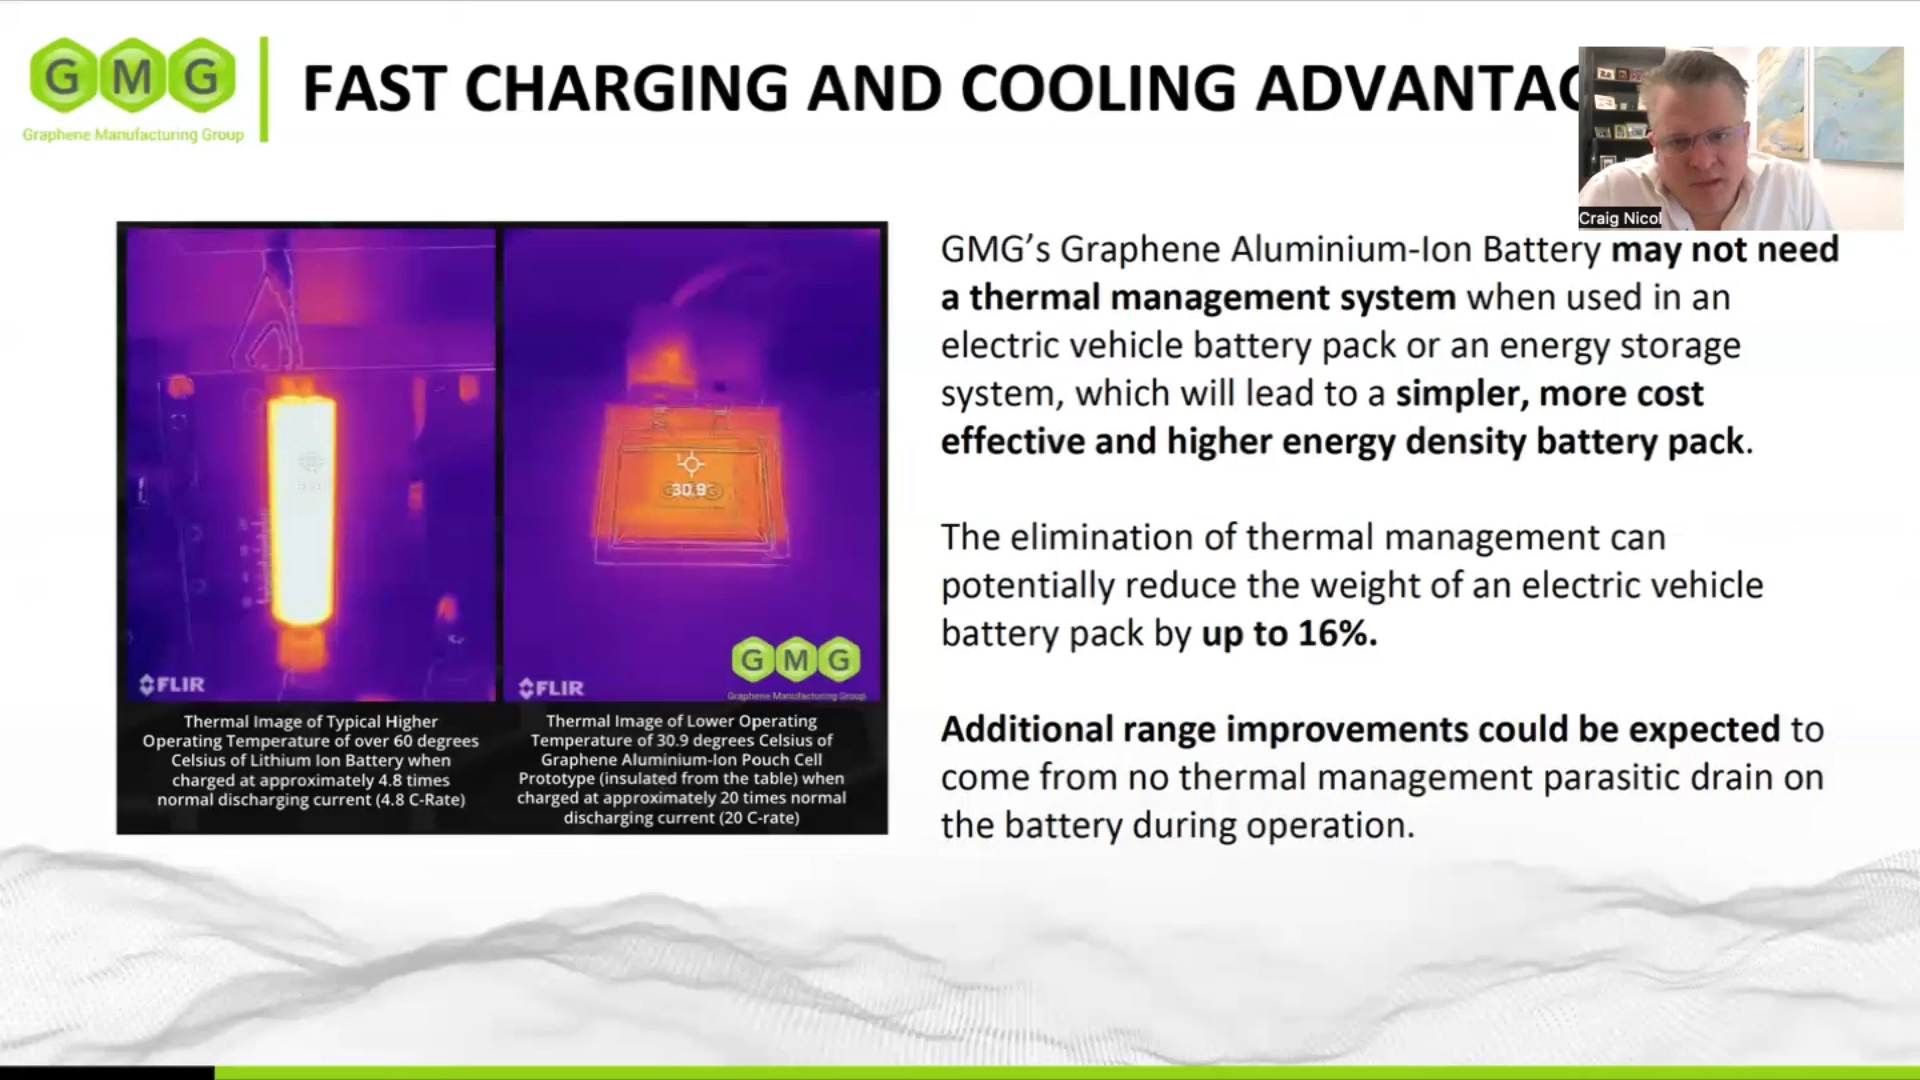 GMG
Graphene Manufacturing Group
FAST CHARGING AND COOLING ADVANTAG
Craig Nicol
30.9
FLIR
FLIR
GMG
Graphene Manufacturing Group
Thermal Image of Typical Higher
Operating Temperature of over 60 degrees
Celsius of Lithium Ion Battery when
charged at approximately 4.8 times
normal discharging current (4.8 C-Rate)
Thermal Image of Lower Operating
Temperature of 30.9 degrees Celsius of
Graphene Aluminium-Ion Pouch Cell
Prototype (insulated from the table) when
charged at approximately 20 times normal
discharging current (20 C-rate)
GMG’s Graphene Aluminium-Ion Battery may not need
a thermal management system when used in an
electric vehicle battery pack or an energy storage
system, which will lead to a simpler, more cost
effective and higher energy density battery pack.
The elimination of thermal management can
potentially reduce the weight of an electric vehicle
battery pack by up to 16%.
Additional range improvements could be expected to
come from no thermal management parasitic drain on
the battery during operation.